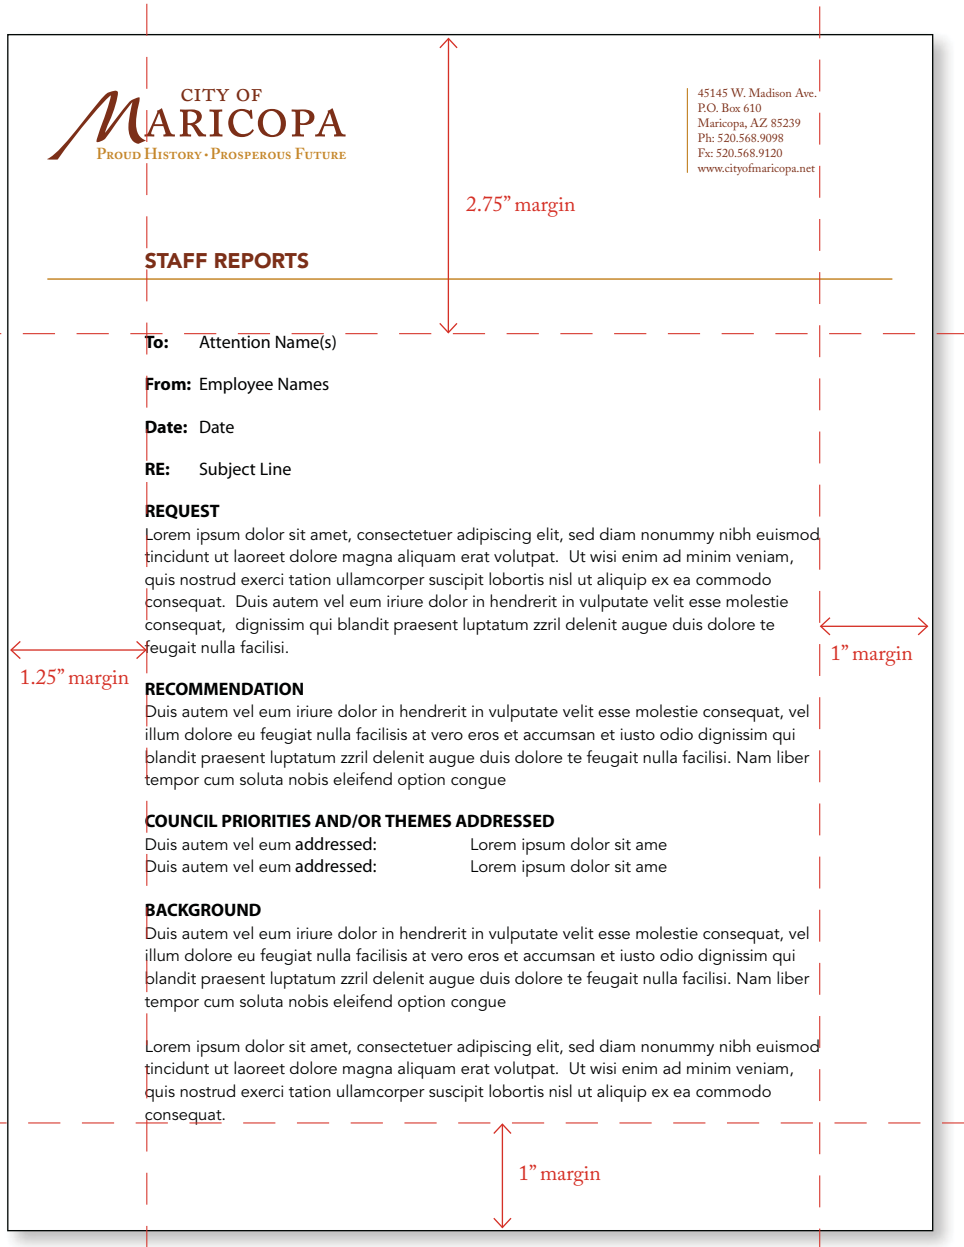 CITY OF
MARICOPA
PROUD HISTORY • PROSPEROUS FUTURE
45145 W. Madison Ave.
P.O. Box 610
Maricopa, AZ 85239
Ph: 520.568.9098
Fx: 520.568.9120
www.cityofmaricopa.net
2.75” margin
STAFF REPORTS
To: Attention Name(s)
From: Employee Names
Date: Date
RE: Subject Line
REQUEST
Lorem ipsum dolor sit amet, consectetuer adipiscing elit, sed diam nonummy nibh euismod
tincidunt ut laoreet dolore magna aliquam erat volutpat.  Ut wisi enim ad minim veniam,
quis nostrud exerci tation ullamcorper suscipit lobortis nisl ut aliquip ex ea commodo
consequat.  Duis autem vel eum iriure dolor in hendrerit in vulputate velit esse molestie
consequat,  dignissim qui blandit praesent luptatum zzril delenit augue duis dolore te
feugait nulla facilisi.
1” margin
1.25” margin
RECOMMENDATION
Duis autem vel eum iriure dolor in hendrerit in vulputate velit esse molestie consequat, vel
illum dolore eu feugiat nulla facilisis at vero eros et accumsan et iusto odio dignissim qui
blandit praesent luptatum zzril delenit augue duis dolore te feugait nulla facilisi. Nam liber
tempor cum soluta nobis eleifend option congue
COUNCIL PRIORITIES AND/OR THEMES ADDRESSED
Duis autem vel eum addressed: Lorem ipsum dolor sit ame
Duis autem vel eum addressed: Lorem ipsum dolor sit ame
BACKGROUND
Duis autem vel eum iriure dolor in hendrerit in vulputate velit esse molestie consequat, vel
illum dolore eu feugiat nulla facilisis at vero eros et accumsan et iusto odio dignissim qui
blandit praesent luptatum zzril delenit augue duis dolore te feugait nulla facilisi. Nam liber
tempor cum soluta nobis eleifend option congue
Lorem ipsum dolor sit amet, consectetuer adipiscing elit, sed diam nonummy nibh euismod
tincidunt ut laoreet dolore magna aliquam erat volutpat.  Ut wisi enim ad minim veniam,
quis nostrud exerci tation ullamcorper suscipit lobortis nisl ut aliquip ex ea commodo
consequat.
1” margin